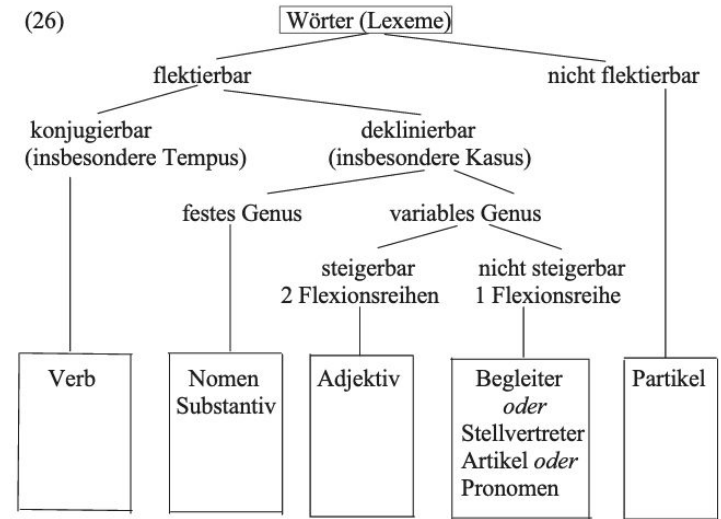 (26)
Wörter (Lexeme)
flektierbar
nicht flektierbar
konjugierbar
(insbesondere Tempus)
deklinierbar
(insbesondere Kasus)
festes Genus
variables Genus
steigerbar
2 Flexionsreihen
nicht steigerbar
1 Flexionsreihe
Verb
Nomen
Substantiv
Adjektiv
Begleiter
oder
Stellvertreter
Artikel oder
Pronomen
Partikel